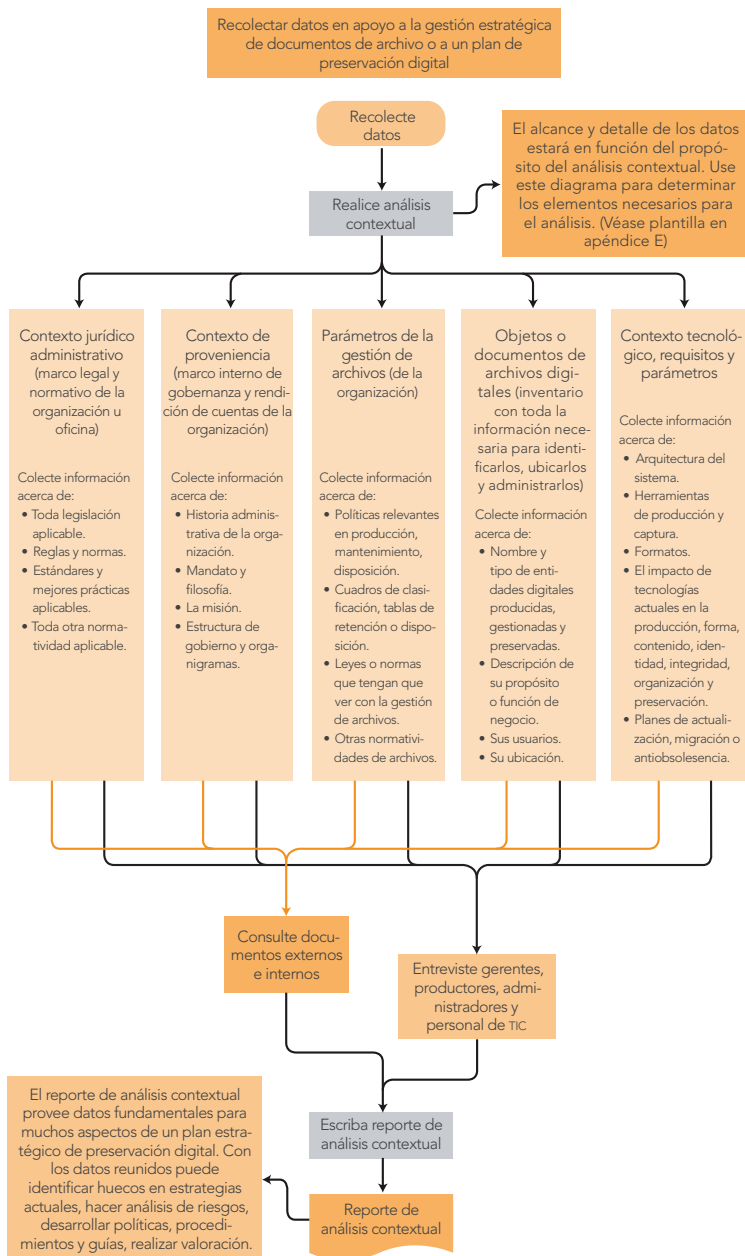 Recolectar datos en apoyo a la gestión estratégica
de documentos de archivo o a un plan de
preservación digital
Recolecte
datos
El alcance y detalle de los datos
estará en función del propó-
sito del análisis contextual. Use
este diagrama para determinar
los elementos necesarios para
el análisis. (Véase plantilla en
apéndice E)
Realice análisis
contextual
Contexto jurídico
administrativo
(marco legal y
normativo de la
organización u
oficina)
Colecte información
acerca de:
• Toda legislación
aplicable.
• Reglas y normas.
• Estándares y
mejores prácticas
aplicables.
• Toda otra norma-
tividad aplicable.
Contexto de
proveniencia
(marco interno de
gobernanza y rendi-
ción de cuentas de la
organización)
Colecte información
acerca de:
• Historia adminis-
trativa de la orga-
nización.
• Mandato y
filosofía.
• La misión.
• Estructura de
gobierno y orga-
nigramas.
Parámetros de la
gestión de
archivos (de la
organización)
Colecte información
acerca de:
• Políticas relevantes
en producción,
mantenimiento,
disposición.
• Cuadros de clasi-
ficación, tablas de
retención o dispo-
sición.
• Leyes o normas
que tengan que
ver con la gestión
de archivos.
• Otras normativi-
dades de archivos.
Objetos o
documentos de
archivos digi-
tales (inventario
con toda la
información nece-
saria para identi-
ficarlos, ubicarlos
y administrarlos)
Colecte información
acerca de:
• Nombre y
tipo de enti-
dades digitales
producidas,
gestionadas y
preservadas.
• Descripción de
su propósito
o función de
negocio.
• Sus usuarios.
• Su ubicación.
Contexto tecnoló-
gico, requisitos y
parámetros
Colecte información
acerca de:
• Arquitectura del
sistema.
• Herramientas
de producción y
captura.
• Formatos.
• El impacto de
tecnologías
actuales en la
producción, forma,
contenido, iden-
tidad, integridad,
organización y
preservación.
• Planes de actuali-
zación, migración o
antiobsolesencia.
Consulte docu-
mentos externos
e internos
Entreviste gerentes,
productores, admi-
nistradores y
personal de TIC
Escriba reporte de
análisis contextual
El reporte de análisis contextual
provee datos fundamentales para
muchos aspectos de un plan estra-
tégico de preservación digital. Con
los datos reunidos puede
identificar huecos en estrategias
actuales, hacer análisis de riesgos,
desarrollar políticas, procedi-
mientos y guías, realizar valoración.
Reporte de
análisis contextual